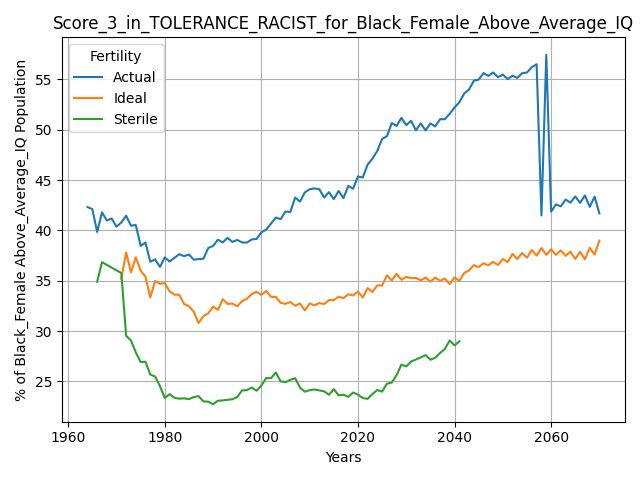 Score_3_in_TOLERANCE_RACIST_for_Black_Female_Above_Average_IQ
% of Black_Female Above_Average_IQ Population
55
50
45
40
35
30
25
Fertility
Actual
Ideal
Sterile
1960
1980
2000
2020
2040
2060
Years